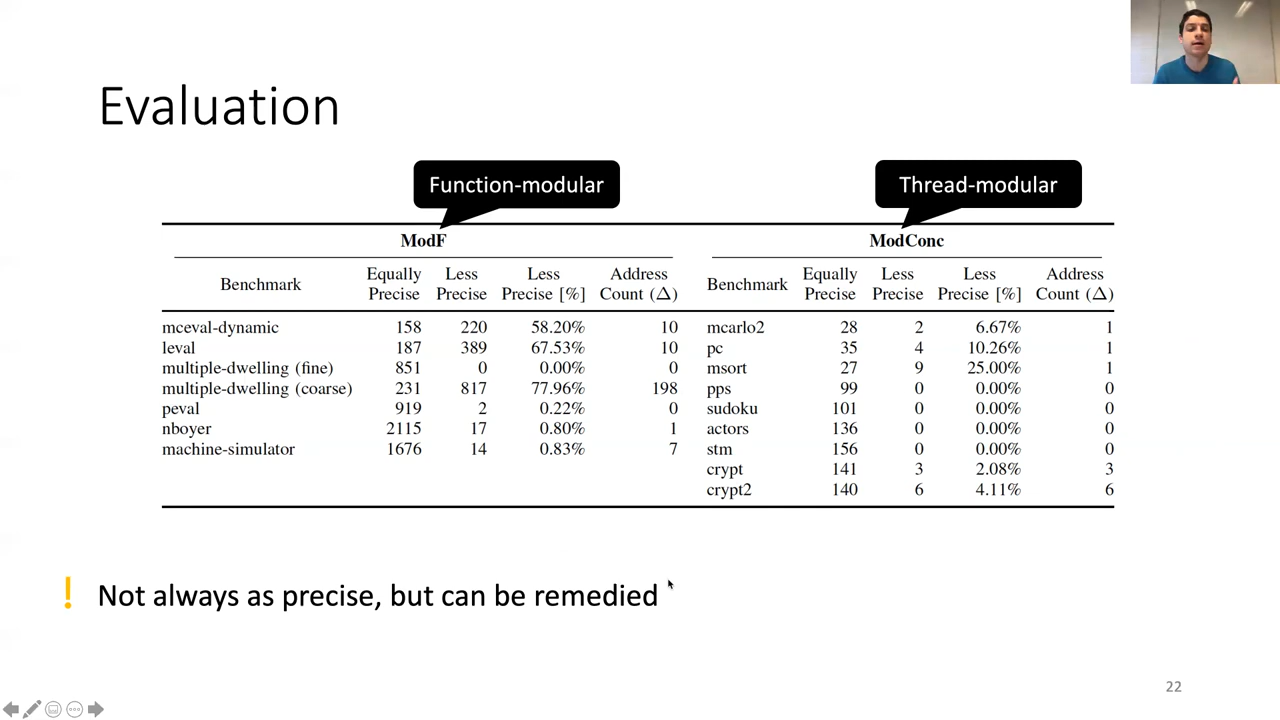 Evaluation
Function-modular
Thread-modular
ModF
ModConc
Benchmark Equally Precise Less Precise Less Precise [%] Address Count (Δ)
Benchmark Equally Precise Less Precise Less Precise [%] Address Count (Δ)
mceval-dynamic 158 220 58.20% 10 mcarlo2 28 2 6.67% 1
leval 187 389 67.53% 10 pc 35 4 10.26% 1
multiple-dwelling (fine) 851 0 0.00% 0 msort 27 9 25.00% 1
multiple-dwelling (coarse) 231 817 77.96% 198 pps 99 0 0.00% 0
peval 919 2 0.22% 0 sudoku 101 0 0.00% 0
nboyer 2115 17 0.80% 1 actors 136 0 0.00% 0
machine-simulator 1676 14 0.83% 7 stm 156 0 0.00% 0
crypt 141 3 2.08% 3
crypt2 140 6 4.11% 6
! Not always as precise, but can be remedied
22